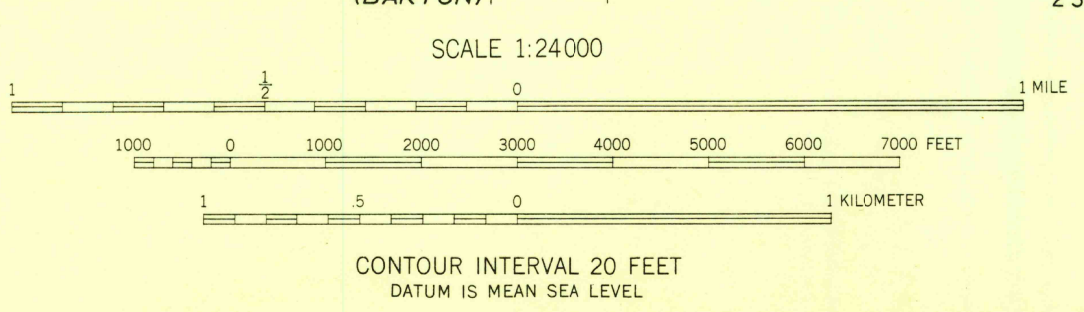 SCALE 1:24000
1 1/2 0 1 MILE
1000 0 1000 2000 3000 4000 5000 6000 7000 FEET
1 .5 0 1 KILOMETER
CONTOUR INTERVAL 20 FEET
DATUM IS MEAN SEA LEVEL